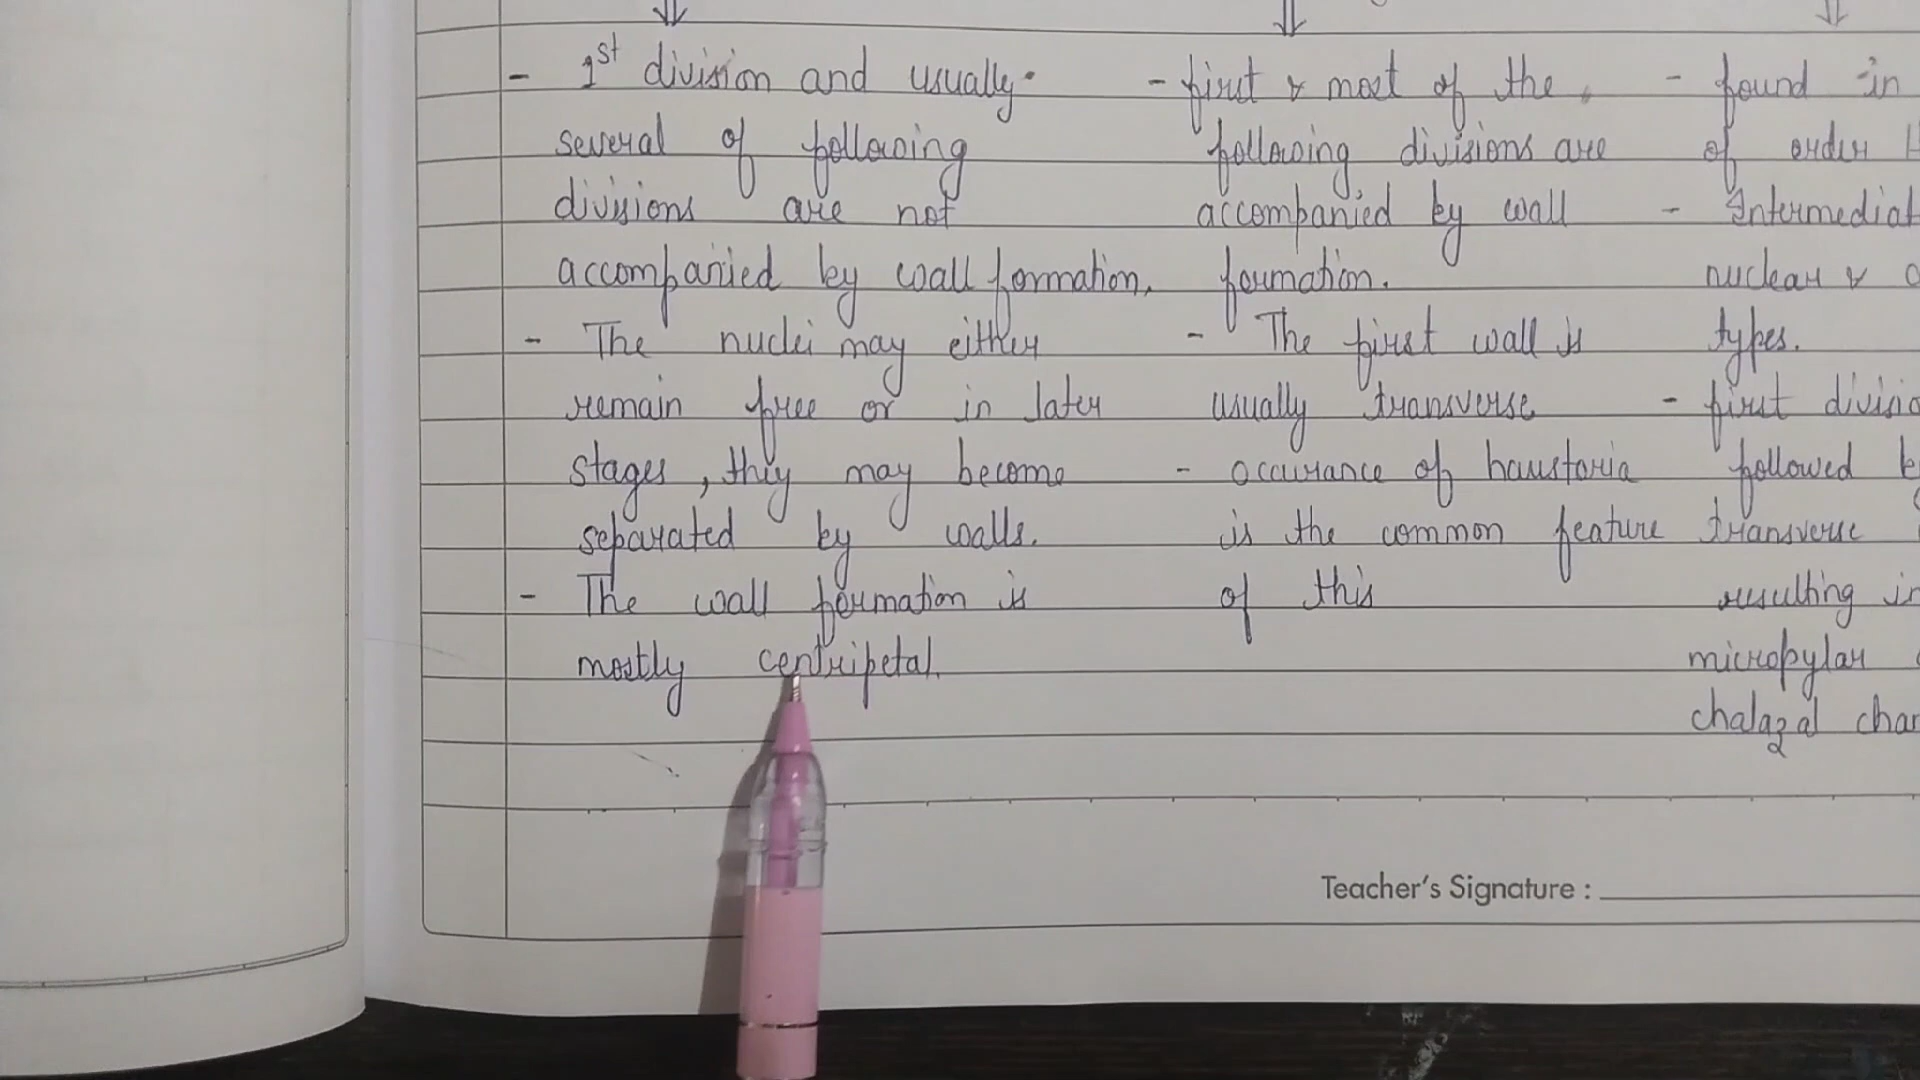 - 1st division and usually
several of following
divisions are not
accompanied by wall formation.
- The nuclei may either
remain free or in later
stages, they may become
separated by walls.
- The wall formation is
mostly centripetal.
- first & most of the
following divisions are
accompanied by wall
formation.
- The first wall is
usually transverse
- occurance of haustoria
is the common feature
of this
- found in
of order
- Intermediat
nuclear &
types.
- first divisio
followed
transverse
resulting in
micropylar
chalazal cham
Teacher's Signature :